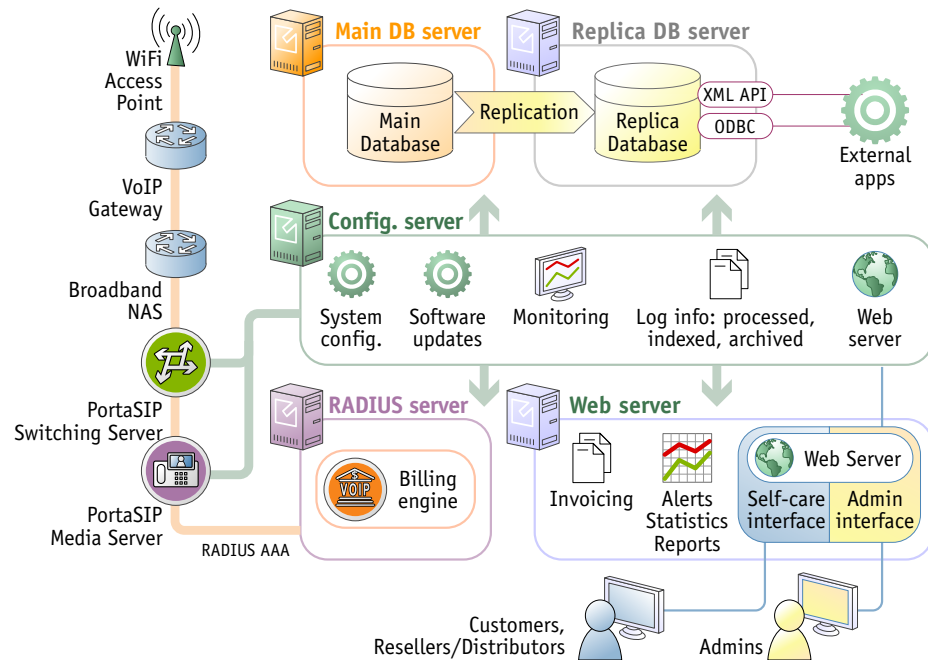 WiFi
Access
Point
VoIP
Gateway
Broadband
NAS
PortaSIP
Switching Server
PortaSIP
Media Server
RADIUS AAA
Main DB server
Main
Database
Replication
Replica DB server
Replica
Database
XML API
ODBC
External
apps
Config. server
System
config.
Software
updates
Monitoring
Log info: processed,
indexed, archived
Web
server
RADIUS server
$
VOIP
Billing
engine
Web server
Invoicing
Alerts
Statistics
Reports
Web Server
Self-care
interface
Admin
interface
Customers,
Resellers/Distributors
Admins